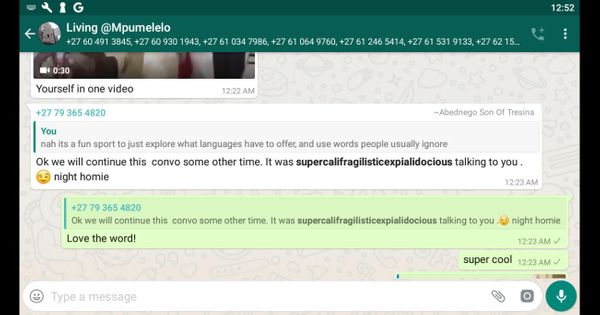 12:52
Living @Mpumelelo
+27 60 491 3845, +27 60 930 1943, +27 61 034 7986, +27 61 064 9760, +27 61 246 5414, +27 61 531 9133, +27 62 15...
0:30
Yourself in one video
12:22 AM
+27 79 365 4820 ~Abednego Son Of Tresina
You
nah its a fun sport to just explore what languages have to offer, and use words people usually ignore
Ok we will continue this convo some other time. It was supercalifragilisticexpialidocious talking to you .
😉 night homie
12:23 AM
+27 79 365 4820
Ok we will continue this convo some other time. It was supercalifragilisticexpialidocious talking to you .😉 night homie
Love the word!
12:23 AM
super cool 12:23 AM
Type a message